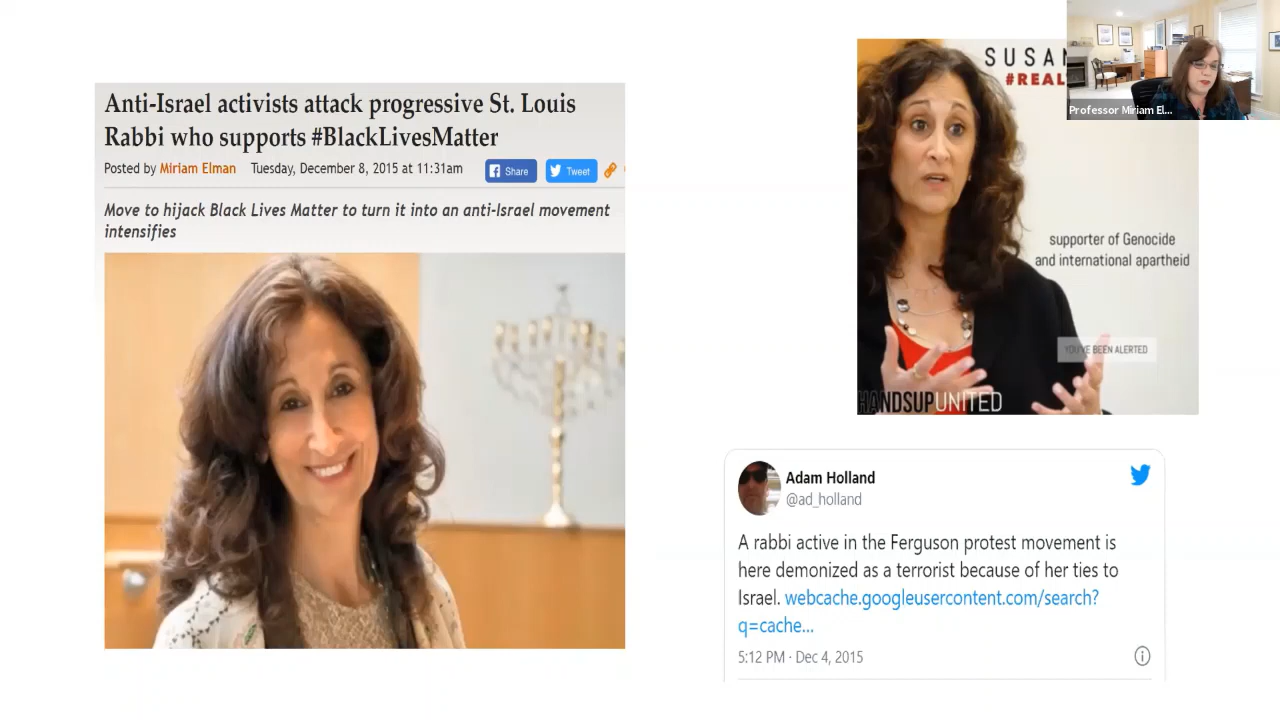 Anti-Israel activists attack progressive St. Louis
Rabbi who supports #BlackLivesMatter
Posted by Miriam Elman Tuesday, December 8, 2015 at 11:31am Share Tweet
Move to hijack Black Lives Matter to turn it into an anti-Israel movement
intensifies
#REAL
supporter of Genocide
and international apartheid
YOU'VE BEEN ALERTED
HANDSUPUNITED
Professor Miriam El...
Adam Holland
@ad_holland
A rabbi active in the Ferguson protest movement is
here demonized as a terrorist because of her ties to
Israel. webcache.googleusercontent.com/search?
q=cache...
5:12 PM · Dec 4, 2015